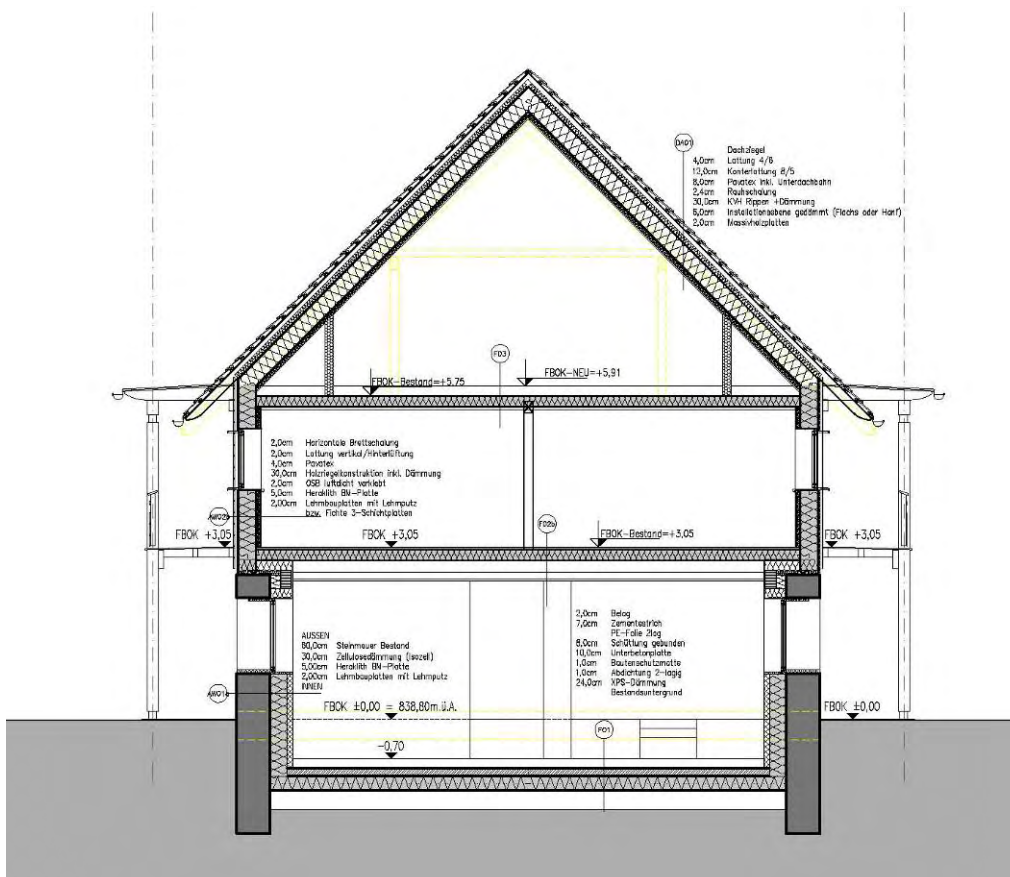 DA01
Dachziegel
4,0cm Lattung 4/6
12,0cm Konterlattung 8/5
8,0cm Pavatex inkl. Unterdachbahn
2,4cm Rauhschalung
30,0cm KVH Rippen +Dämmung
6,0cm Installationsebene gedämmt (Flachs oder Hanf)
2,0cm Massivholzplatten
FD3
FBOK-Bestand=+5.75
FBOK-NEU=+5,91
2,0cm Horizontale Brettschalung
2,0cm Lattung vertikal/Hinterlüftung
4,0cm Pavatex
30,0cm Holzriegelkonstruktion inkl. Dämmung
2,0cm OSB luftdicht verklebt
5,0cm Heraklith BN-Platte
2,00cm Lehmbauplatten mit Lehmputz
bzw. Fichte 3-Schichtplatten
FD2b
FBOK +3,05
FBOK +3,05
FBOK-Bestand=+3.05
FBOK +3,05
AUSSEN
60,0cm Steinmauer Bestand
30,0cm Zellulosedämmung (Isozell)
5,00cm Heraklith BN-Platte
2,00cm Lehmbauplatten mit Lehmputz
INNEN
2,0cm Belag
7,0cm Zementestrich
PE-Folie 2lag
8,0cm Schüttung gebunden
10,0cm Unterbetonplatte
1,0cm Bautenschutzmatte
1,0cm Abdichtung 2-lagig
24,0cm XPS-Dämmung
Bestandsuntergrund
FBOK ±0,00 = 838,80m.ü.A.
FBOK ±0,00
-0,70
F01